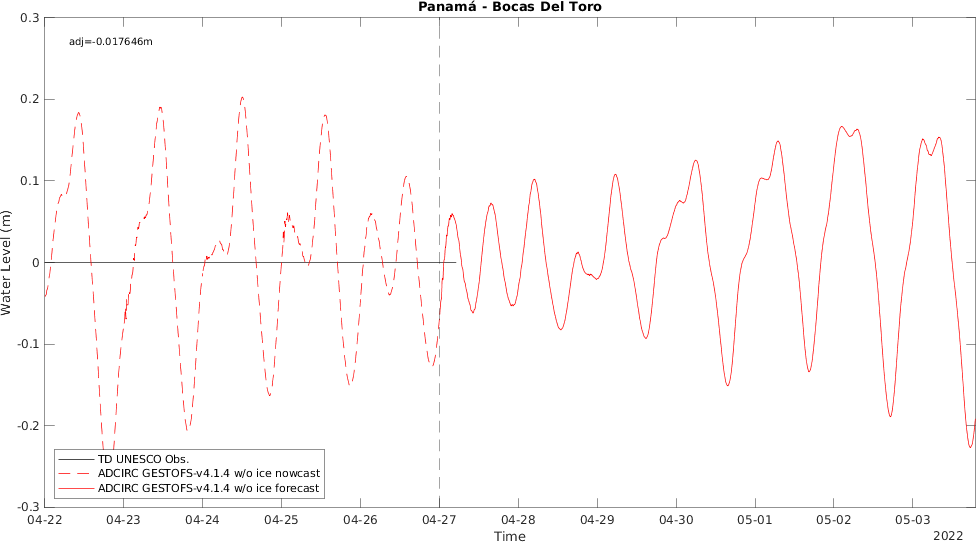 Panamá - Bocas Del Toro
adj=-0.017646m
0.3
0.2
0.1
0
-0.1
-0.2
-0.3
Water Level (m)
TD UNESCO Obs.
ADCIRC GESTOFS-v4.1.4 w/o ice nowcast
ADCIRC GESTOFS-v4.1.4 w/o ice forecast
04-22 04-23 04-24 04-25 04-26 04-27 04-28 04-29 04-30 05-01 05-02 05-03
Time
2022